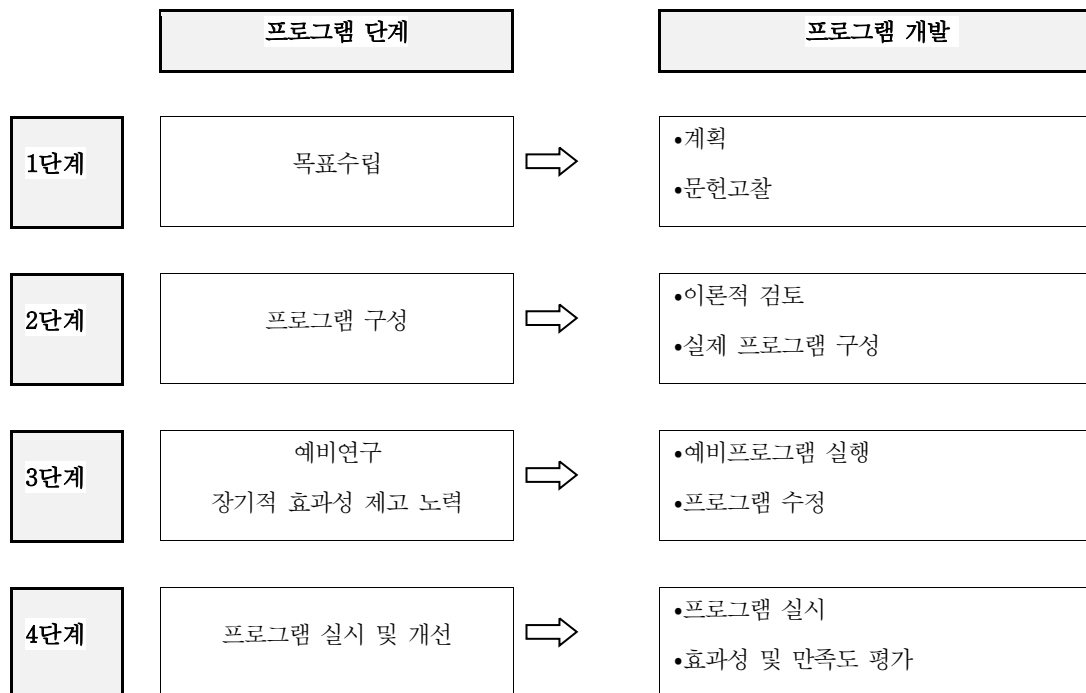 프로그램 단계
프로그램 개발
1단계
목표수립
•계획
•문헌고찰
2단계
프로그램 구성
•이론적 검토
•실제 프로그램 구성
3단계
예비연구
장기적 효과성 제고 노력
•예비프로그램 실행
•프로그램 수정
4단계
프로그램 실시 및 개선
•프로그램 실시
•효과성 및 만족도 평가